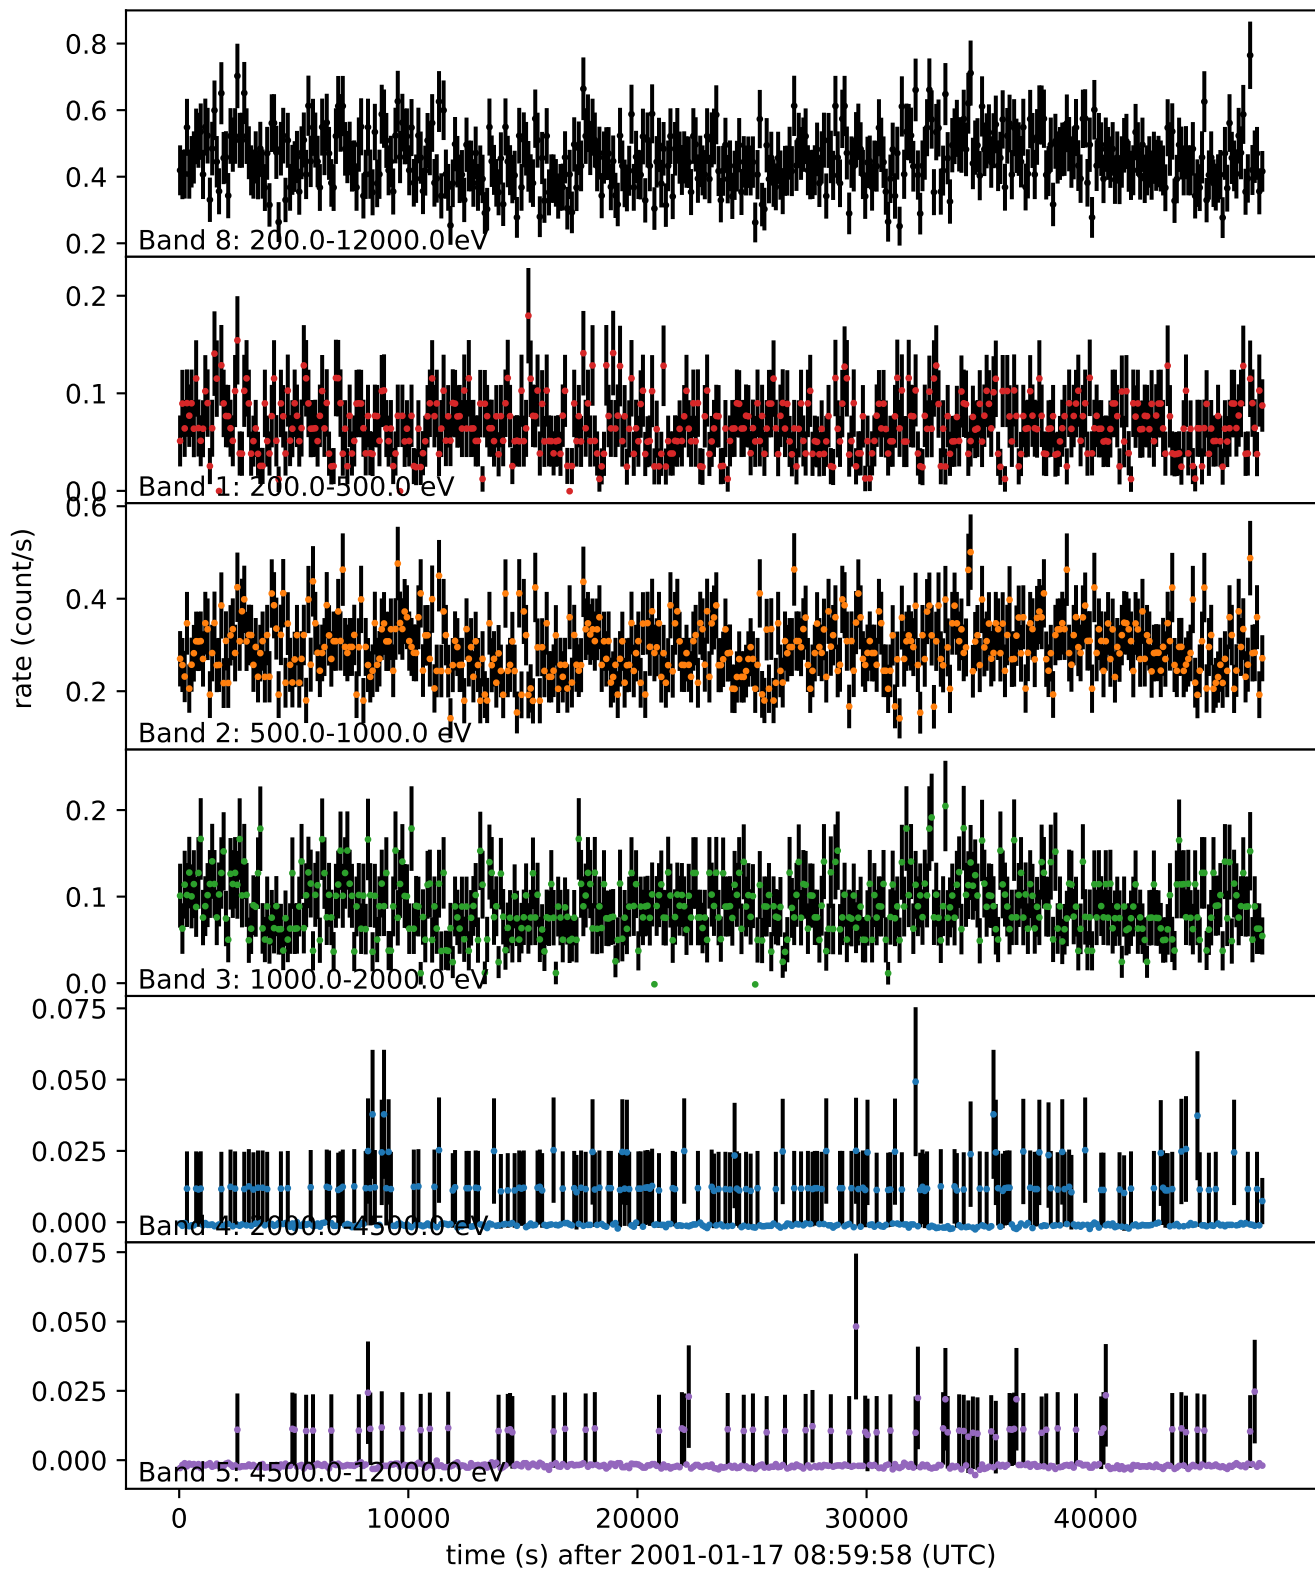 0.8
0.6
0.4
0.2
Band 8: 200.0-12000.0 eV
0.2
0.1
0.0
Band 1: 200.0-500.0 eV
0.6
0.4
0.2
Band 2: 500.0-1000.0 eV
rate (count/s)
0.2
0.1
0.0
Band 3: 1000.0-2000.0 eV
0.075
0.050
0.025
0.000
Band 4: 2000.0-4500.0 eV
0.075
0.050
0.025
0.000
Band 5: 4500.0-12000.0 eV
0 10000 20000 30000 40000
time (s) after 2001-01-17 08:59:58 (UTC)